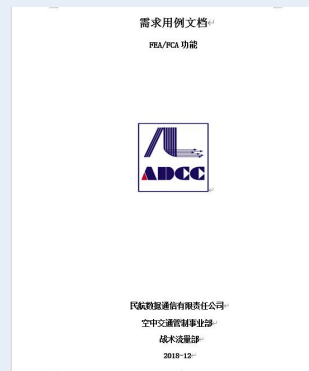 需求用例文档
FEA/FCA 功能
ADCC
民航数据通信有限责任公司
空中交通管制事业部
战术流量部
2018-12